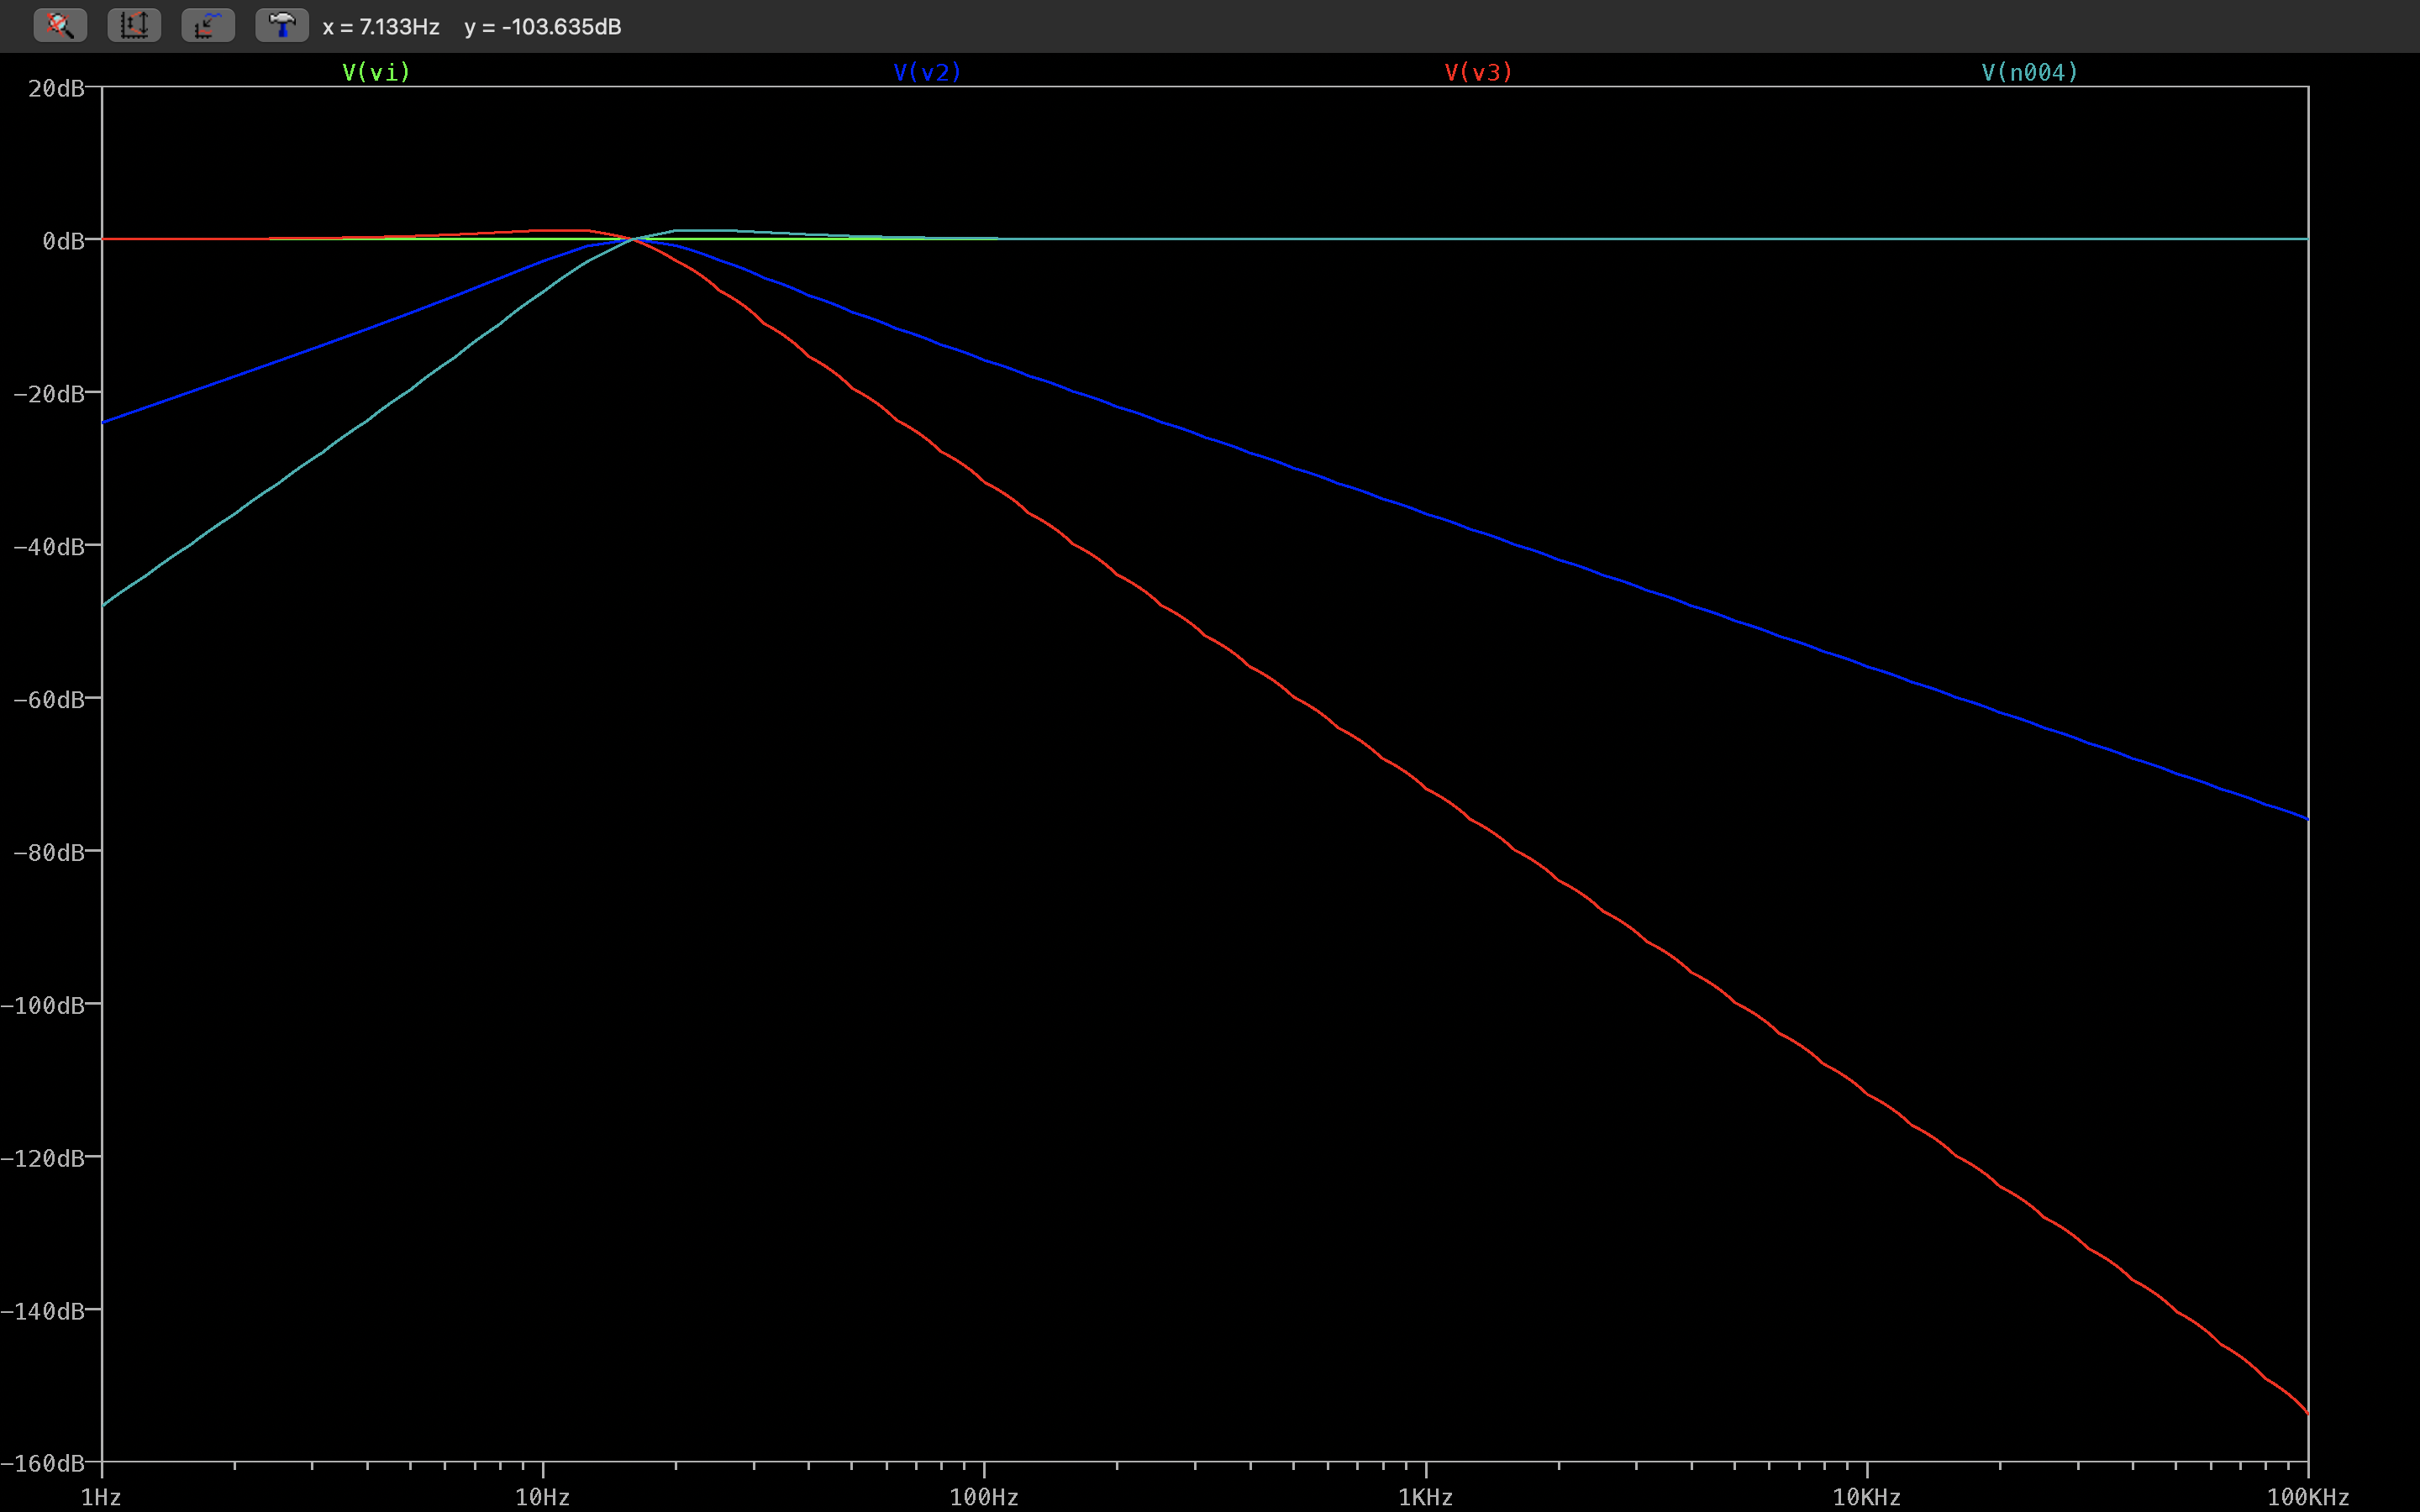 x = 7.133Hz y = -103.635dB
V(vi) V(v2) V(v3) V(n004)
20dB
0dB
-20dB
-40dB
-60dB
-80dB
-100dB
-120dB
-140dB
-160dB
1Hz 10Hz 100Hz 1KHz 10KHz 100KHz